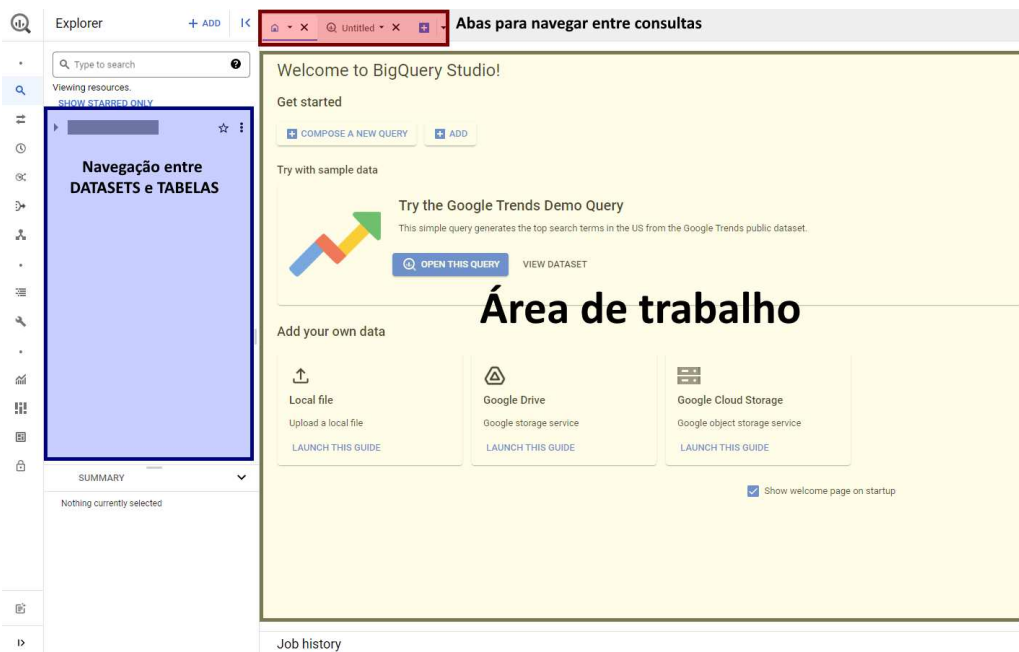 Explorer
+ ADD
Untitled
Abas para navegar entre consultas
Type to search
Viewing resources.
SHOW STARRED ONLY
Navegação entre
DATASETS e TABELAS
SUMMARY
Nothing currently selected
Welcome to BigQuery Studio!
Get started
COMPOSE A NEW QUERY
ADD
Try with sample data
Try the Google Trends Demo Query
This simple query generates the top search terms in the US from the Google Trends public dataset.
OPEN THIS QUERY
VIEW DATASET
Área de trabalho
Add your own data
Local file
Upload a local file
LAUNCH THIS GUIDE
Google Drive
Google storage service
LAUNCH THIS GUIDE
Google Cloud Storage
Google object storage service
LAUNCH THIS GUIDE
Show welcome page on startup
Job history